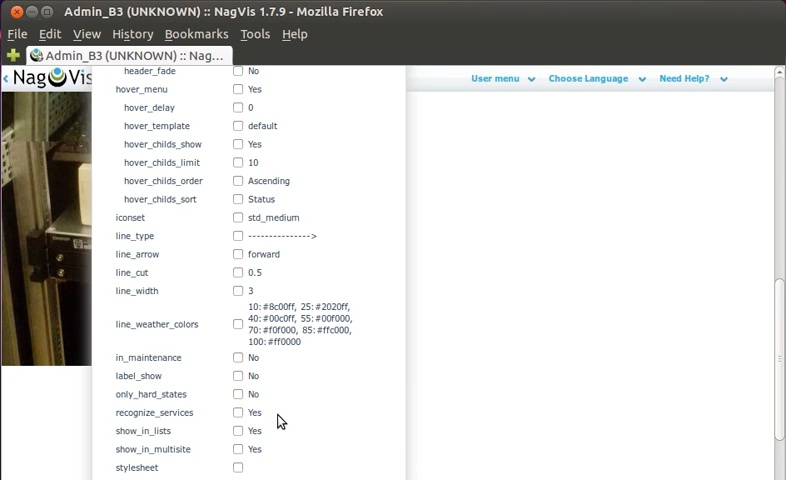 Admin_B3 (UNKNOWN) :: NagVis 1.7.9 - Mozilla Firefox
File Edit View History Bookmarks Tools Help
Admin_B3 (UNKNOWN) :: Nag...
NagVis User menu Choose Language Need Help?
header_fade No
hover_menu Yes
hover_delay 0
hover_template default
hover_childs_show Yes
hover_childs_limit 10
hover_childs_order Ascending
hover_childs_sort Status
iconset std_medium
line_type --------------->
line_arrow forward
line_cut 0.5
line_width 3
line_weather_colors 10:#8c00ff, 25:#2020ff,
40:#00c0ff, 55:#00f000,
70:#f0f000, 85:#ffc000,
100:#ff0000
in_maintenance No
label_show No
only_hard_states No
recognize_services Yes
show_in_lists Yes
show_in_multisite Yes
stylesheet